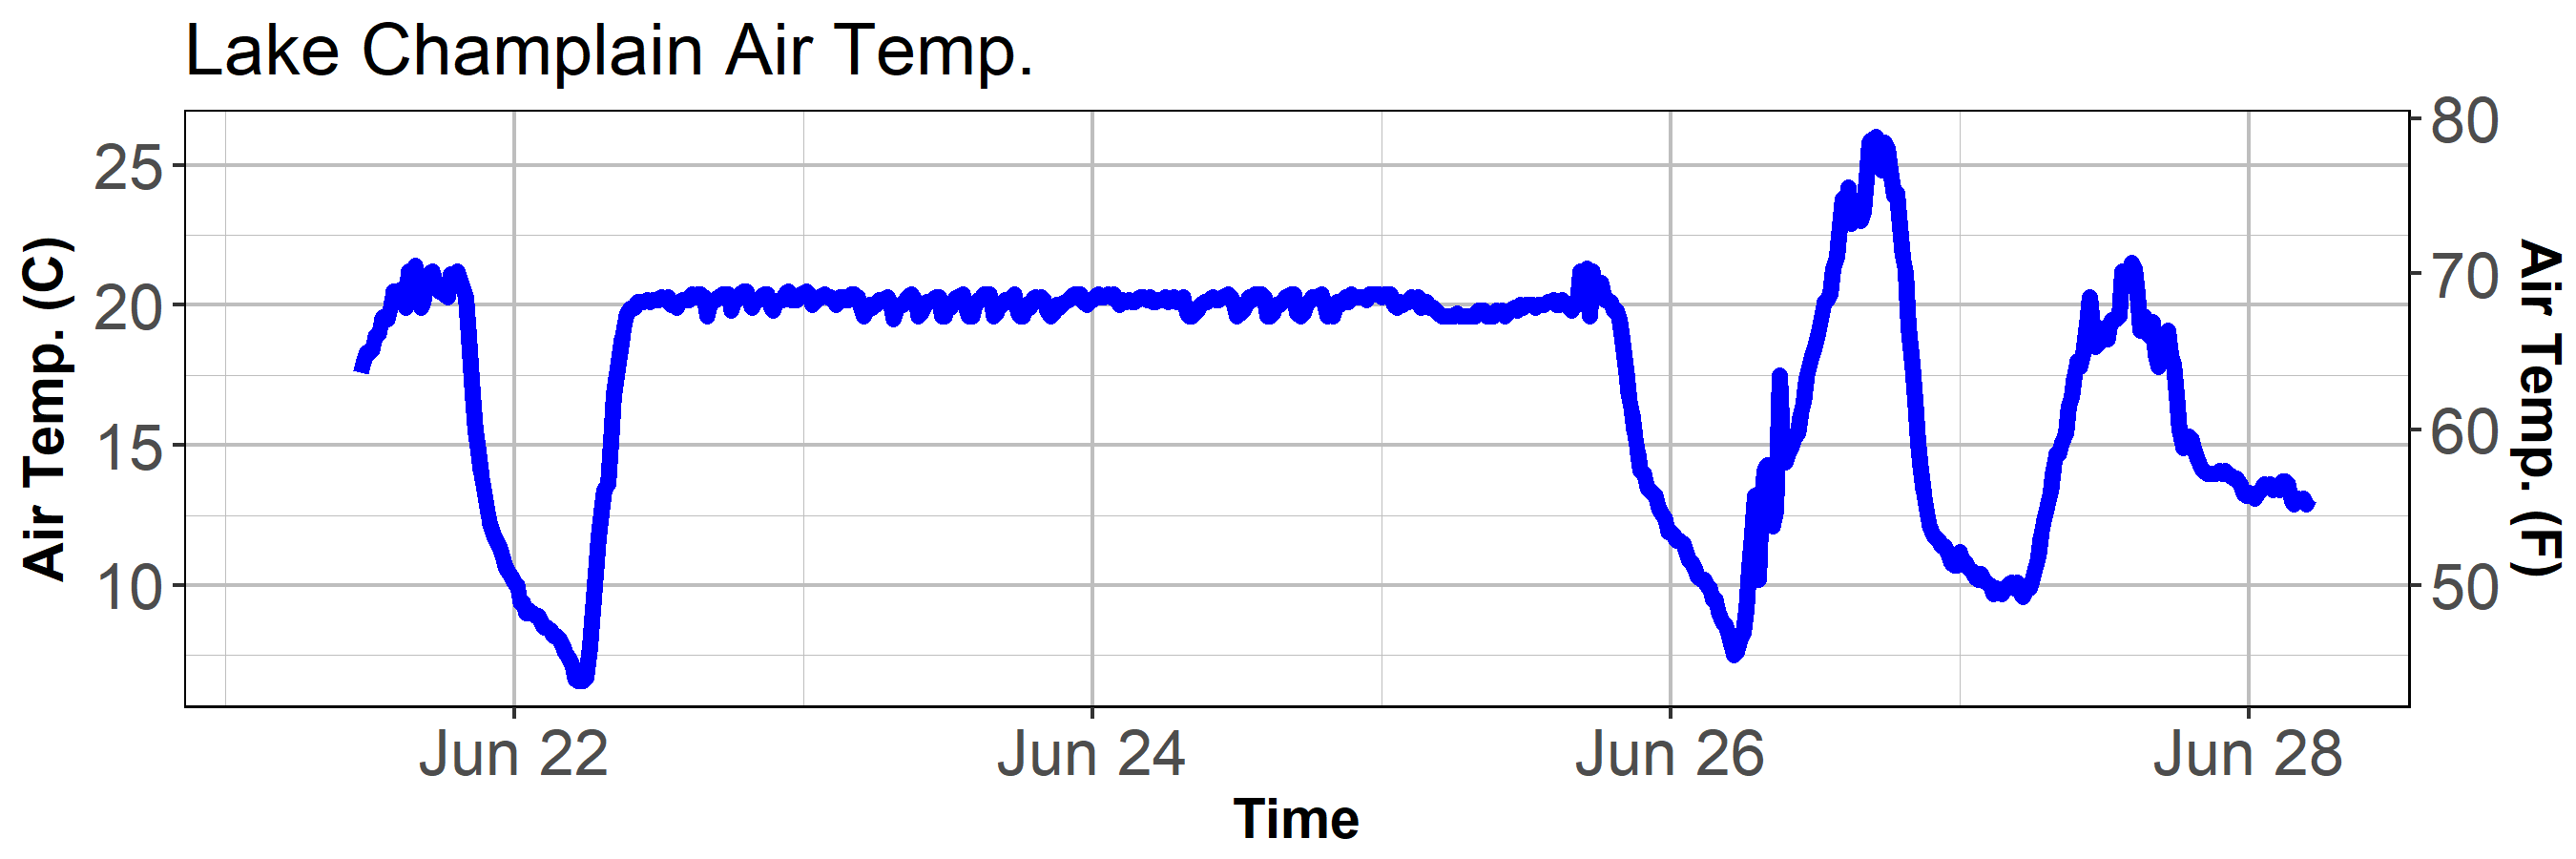 Lake Champlain Air Temp.
Air Temp. (C)
25
20
15
10
80
70
60
50
Air Temp. (F)
Jun 22
Jun 24
Jun 26
Jun 28
Time